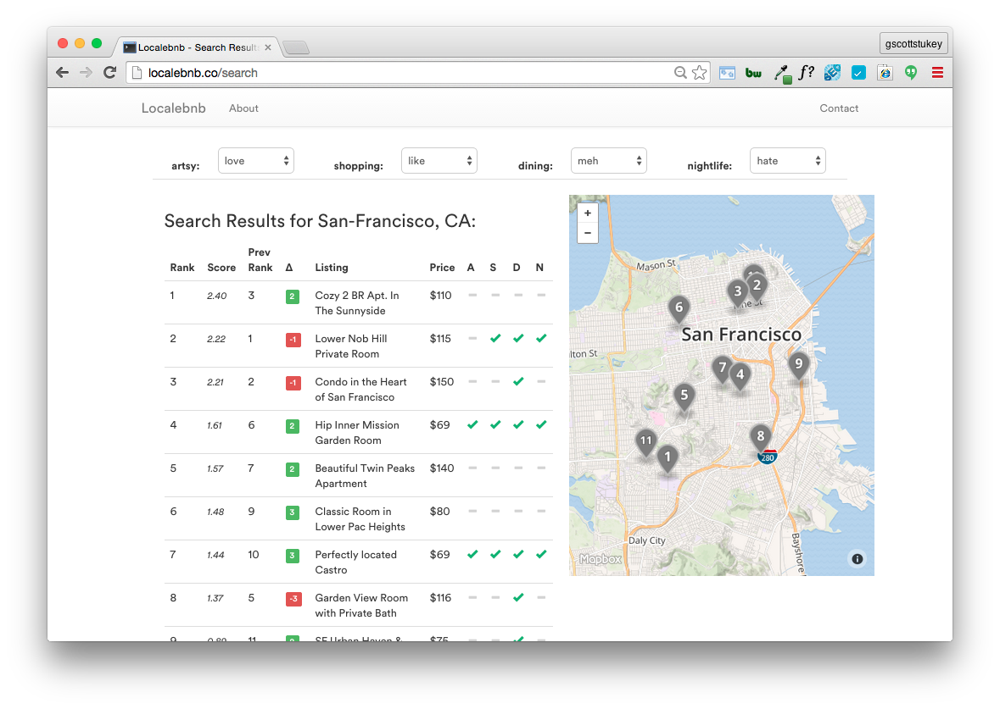 Localebnb - Search Result
gscottstukey
localebnb.co/search
bw
f?
Localebnb About Contact
artsy: love shopping: like dining: meh nightlife: hate
Search Results for San-Francisco, CA:
Rank Score Prev Rank Δ Listing Price A S D N
1 2.40 3 2 Cozy 2 BR Apt. In $110 – – – –
The Sunnyside
2 2.22 1 -1 Lower Nob Hill $115 – ✓ ✓ ✓
Private Room
3 2.21 2 -1 Condo in the Heart $150 – – ✓ –
of San Francisco
4 1.61 6 2 Hip Inner Mission $69 ✓ ✓ ✓ ✓
Garden Room
5 1.57 7 2 Beautiful Twin Peaks $140 – – – –
Apartment
6 1.48 9 3 Classic Room in $80 – – – –
Lower Pac Heights
7 1.44 10 3 Perfectly located $69 ✓ ✓ ✓ ✓
Castro
8 1.37 5 -3 Garden View Room $116 – – ✓ –
with Private Bath
9 0.89 11 2 SF Urban Haven & $75 – – ✓ –
+
−
Mason St
2
3
6
San Francisco
lton St
9
7
4
5
8
11
1
280
Daly City
Bayshore
Mapbox
i